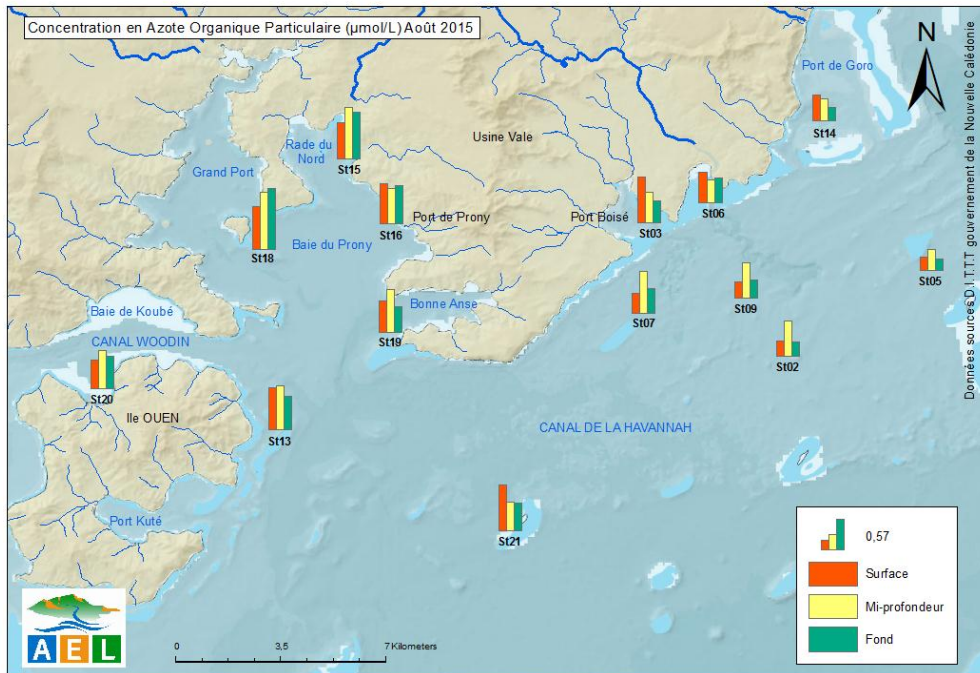 Concentration en Azote Organique Particulaire (µmol/L) Août 2015
N
Port de Goro
St14
Usine Vale
Rade du
Nord
St15
Grand Port
Port de Prony
St16
Port Boisé
St03
St06
Baie du Prony
St18
St05
Bonne Anse
St19
St07
St09
Baie de Koubé
CANAL WOODIN
St02
St20
Ile OUEN
St13
CANAL DE LA HAVANNAH
Port Kuté
St21
0,57
Surface
Mi-profondeur
Fond
AEL
0 3,5 7 Kilometers
Données sources D.I.T.T.T gouvernement de la Nouvelle Calédonie